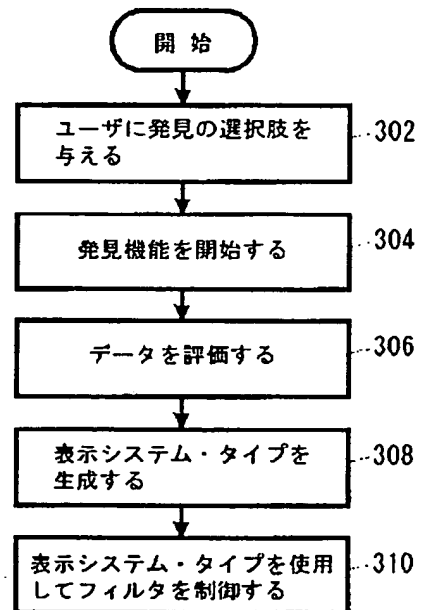 開 始
ユーザに発見の選択肢を
与える
302
発見機能を開始する
304
データを評価する
306
表示システム・タイプを
生成する
308
表示システム・タイプを使用
してフィルタを制御する
310